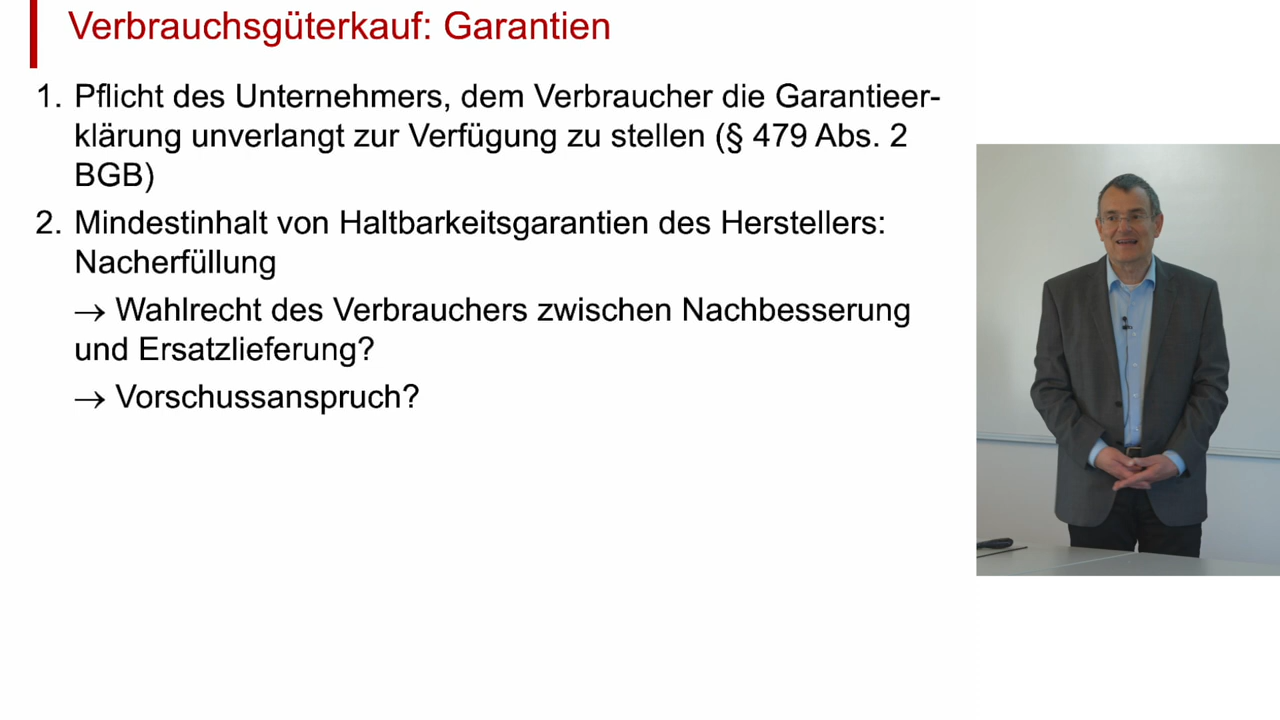 Verbrauchsgüterkauf: Garantien
1. Pflicht des Unternehmers, dem Verbraucher die Garantieer-
klärung unverlangt zur Verfügung zu stellen (§ 479 Abs. 2
BGB)
2. Mindestinhalt von Haltbarkeitsgarantien des Herstellers:
Nacherfüllung
→ Wahlrecht des Verbrauchers zwischen Nachbesserung
und Ersatzlieferung?
→ Vorschussanspruch?